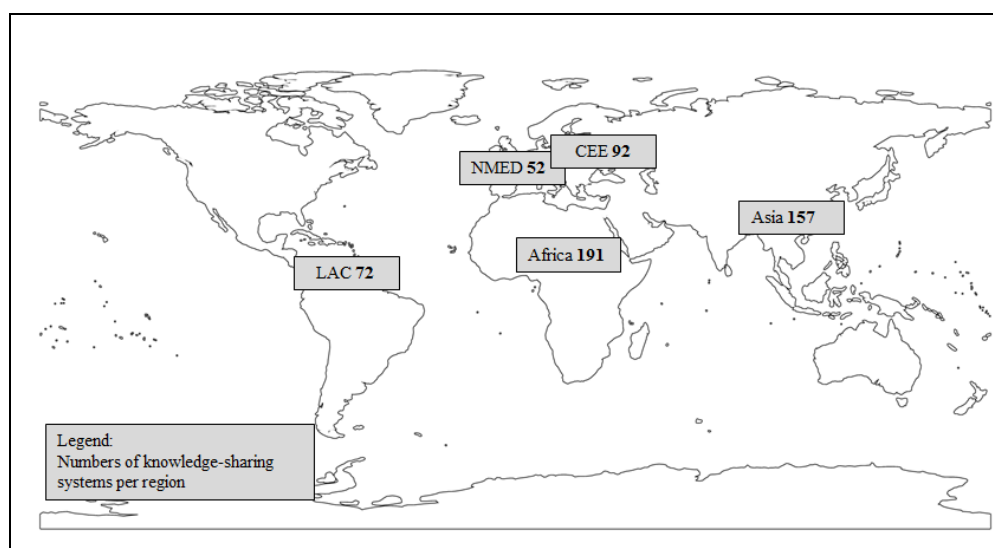 CEE 92
NMED 52
Asia 157
Africa 191
LAC 72
Legend:
Numbers of knowledge-sharing
systems per region